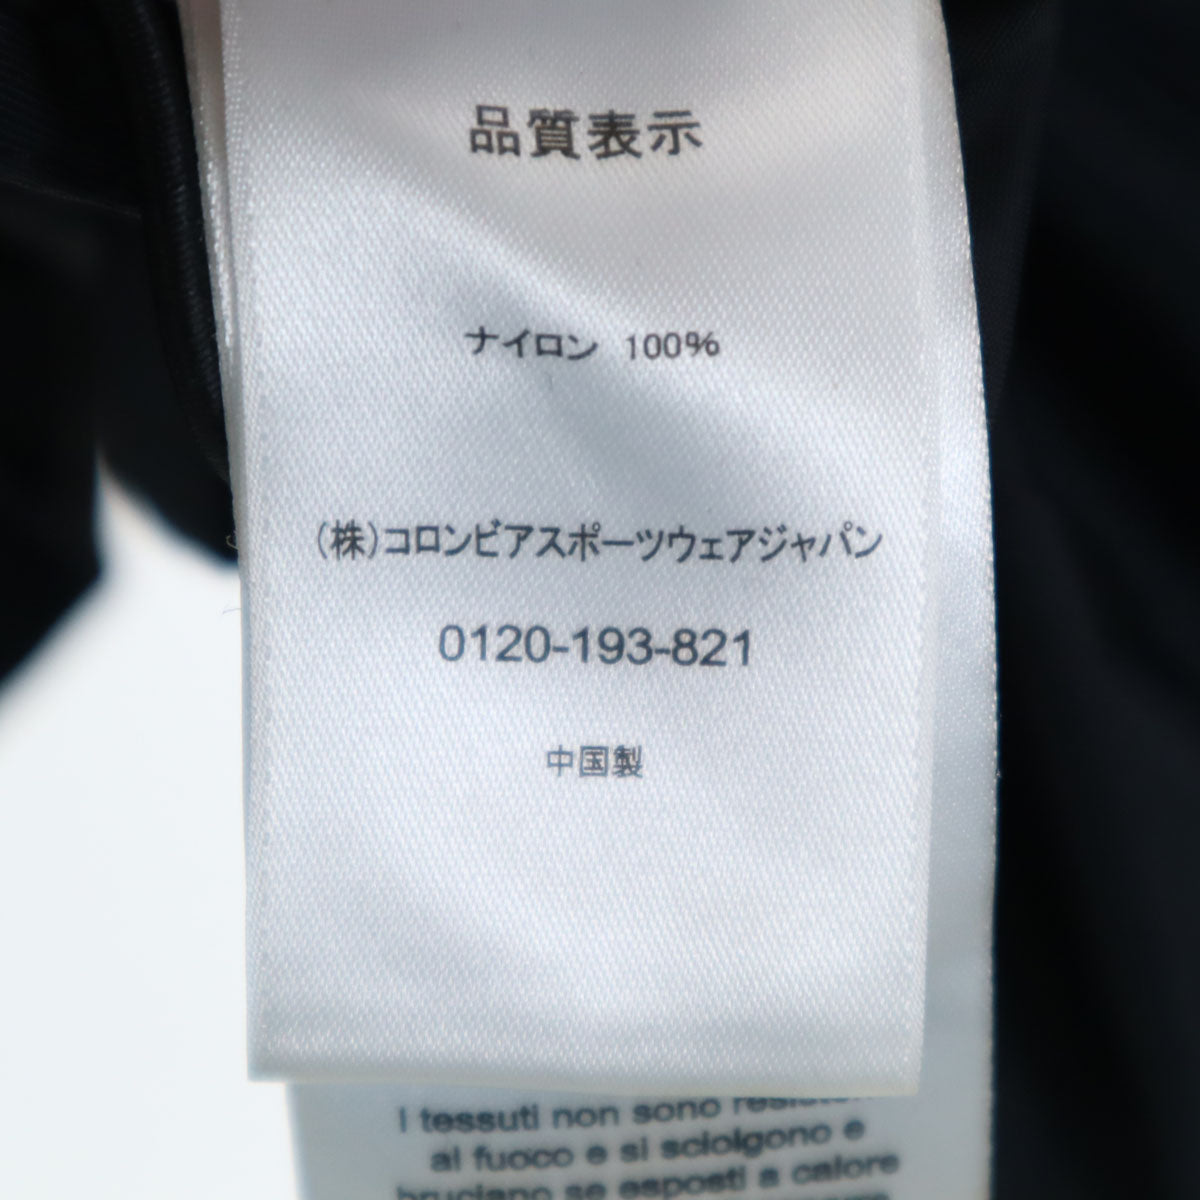 品質表示
ナイロン 100%
(株)コロンビアスポーツウェアジャパン
0120-193-821
中国製
I tessuti non sono
al fuoco e si sciolgono e
bruciano se esposti a calore